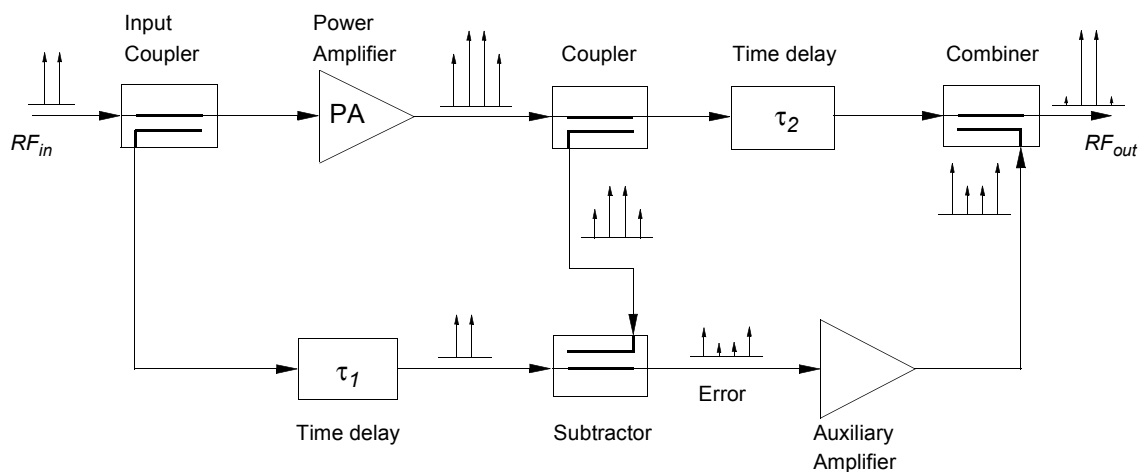 Input
Coupler
Power
Amplifier
Coupler
Time delay
Combiner
PA
τ2
RFin
RFout
τ1
Error
Time delay
Subtractor
Auxiliary
Amplifier